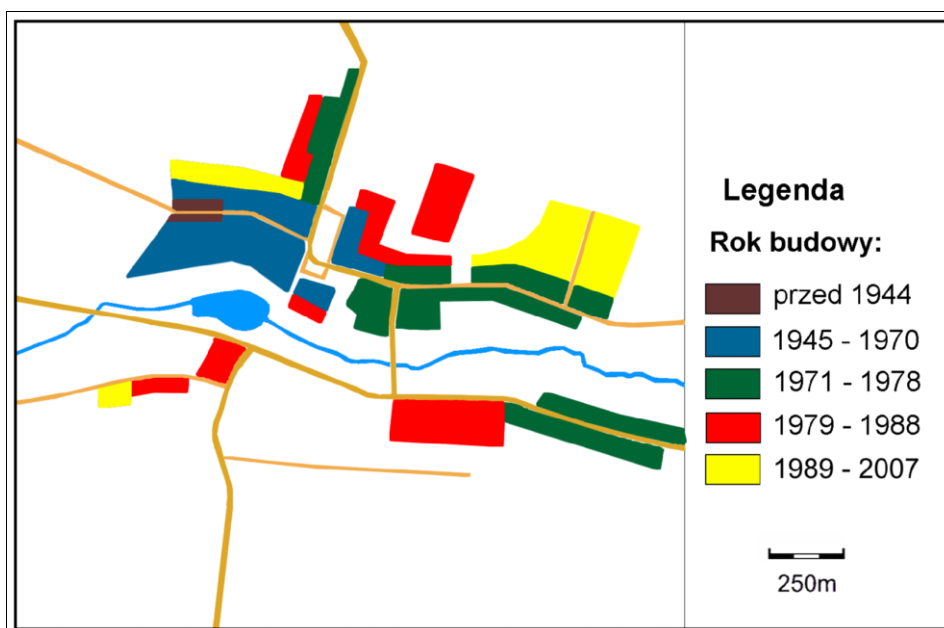 Legenda
Rok budowy:
przed 1944
1945 - 1970
1971 - 1978
1979 - 1988
1989 - 2007
250m